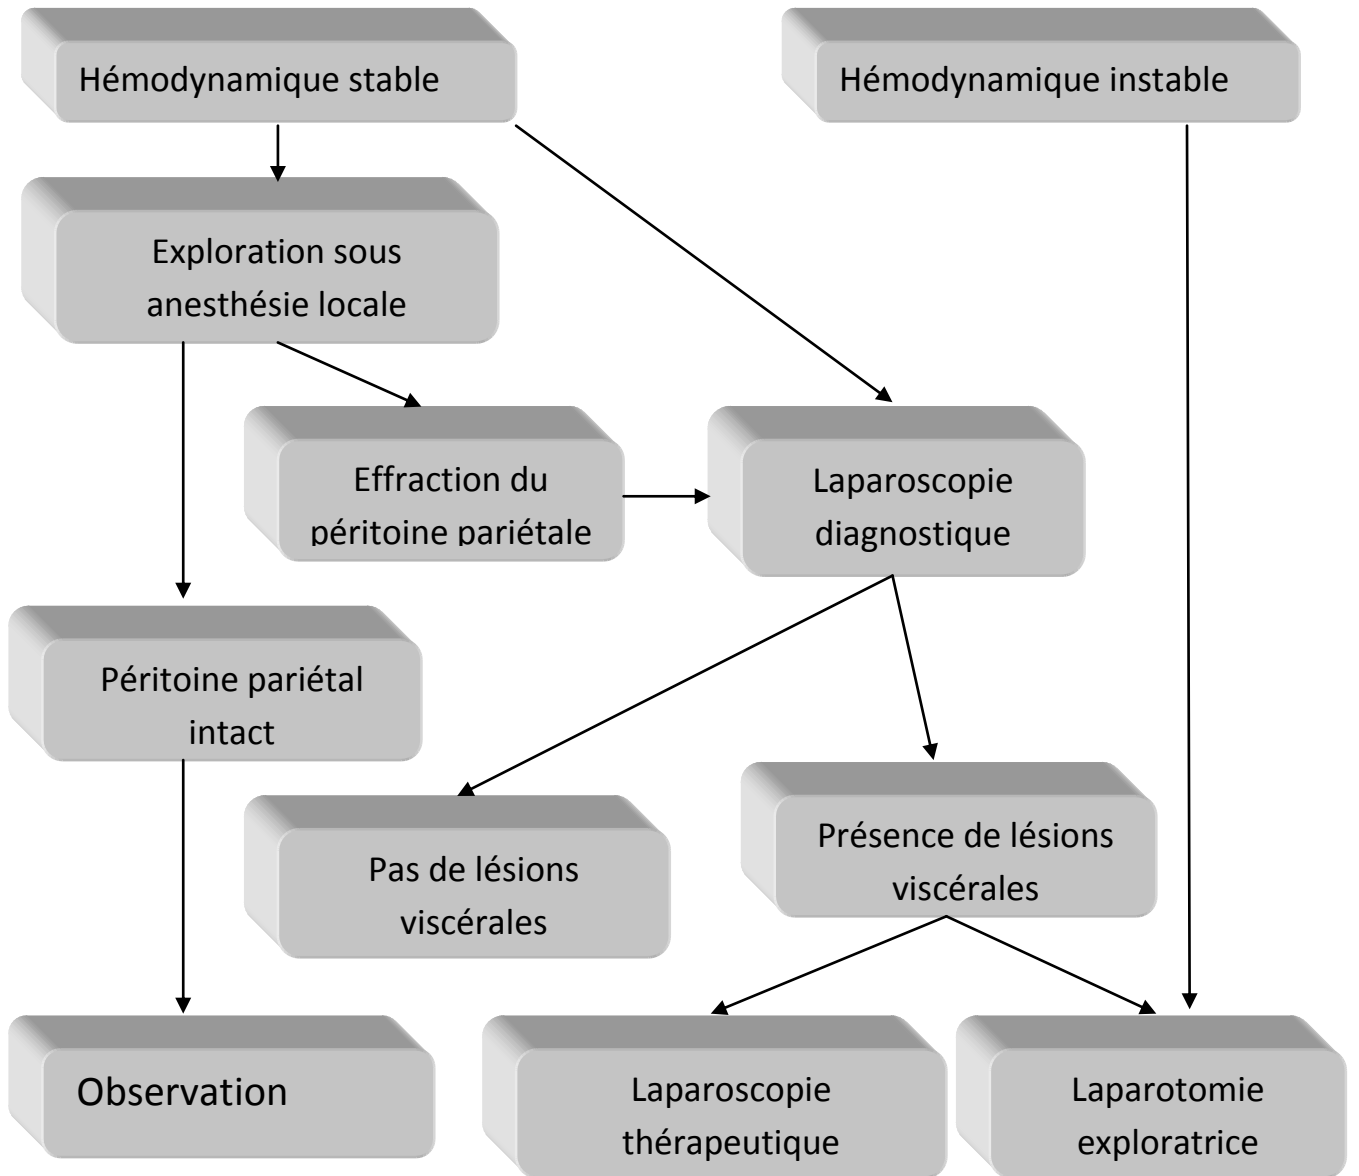 Hémodynamique stable
Hémodynamique instable
Exploration sous
anesthésie locale
Effraction du
péritoine pariétale
Laparoscopie
diagnostique
Péritoine pariétal
intact
Pas de lésions
viscérales
Présence de lésions
viscérales
Observation
Laparoscopie
thérapeutique
Laparotomie
exploratrice